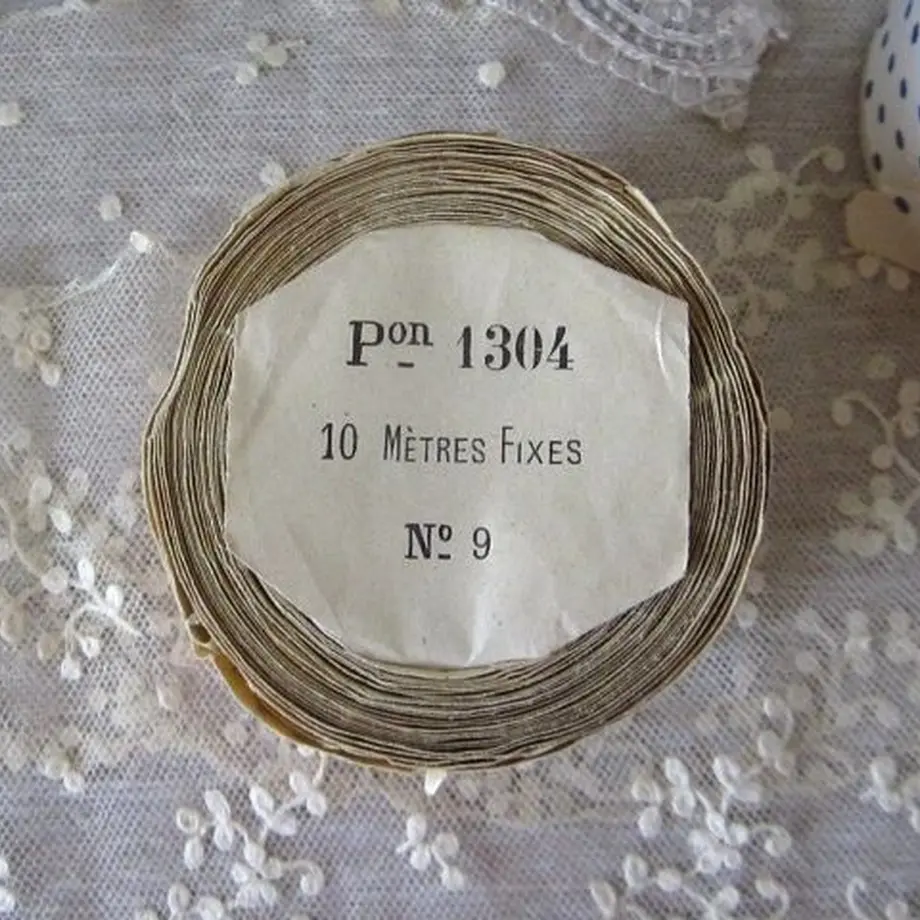 Pon 1304
10 MÈTRES FIXES
Nº 9